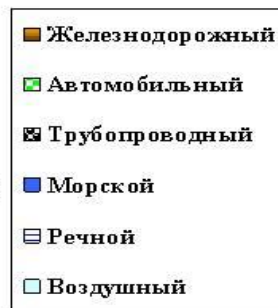 Железнодорожный
Автомобильный
Трубопроводный
Морской
Речной
Воздушный